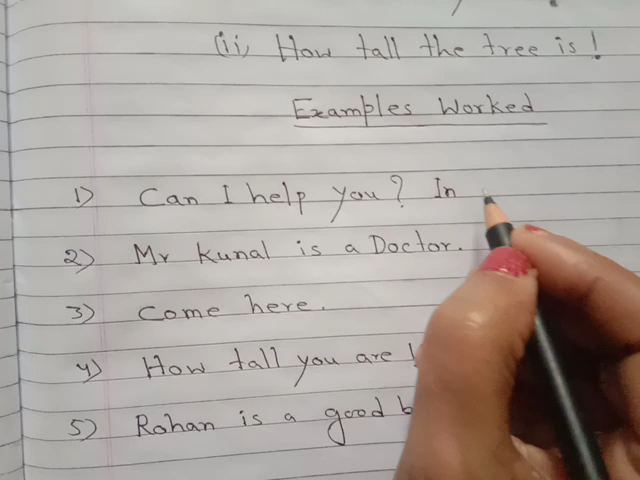 (ii) How tall the tree is!
Examples Worked
1) Can I help you? In
2) Mr Kunal is a Doctor.
3) Come here.
4) How tall you are !
5) Rohan is a good b